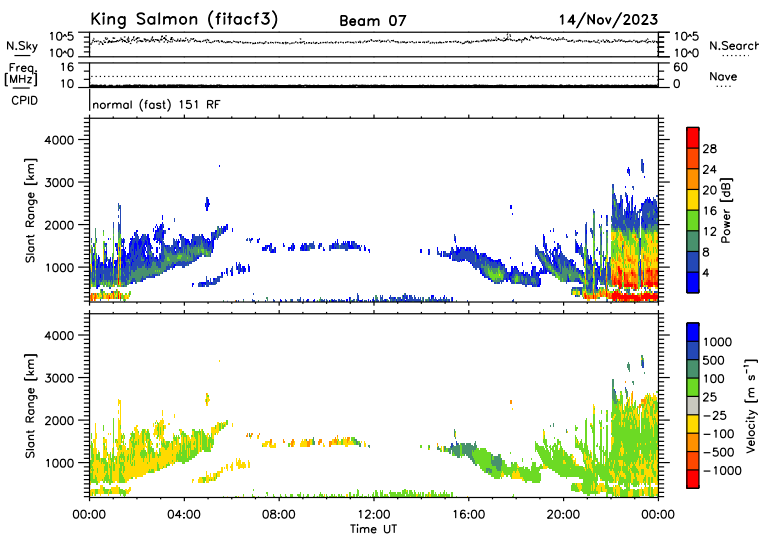 King Salmon (fitacf3) Beam 07 14/Nov/2023
N.Sky 10^5 10^0 10^5 10^0 N.Search
Freq [MHz] 16 10 60 0 Nave
CPID normal (fast) 151 RF
Slant Range [km] 4000 3000 2000 1000
28 24 20 16 12 8 4 Power [dB]
Slant Range [km] 4000 3000 2000 1000
1000 500 100 25 -25 -100 -500 -1000 Velocity [m s⁻¹]
00:00 04:00 08:00 12:00 16:00 20:00 00:00
Time UT